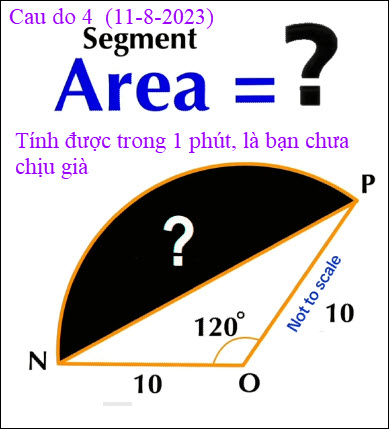 Cau do 4 (11-8-2023)
Segment
Area = ?
Tính được trong 1 phút, là bạn chưa
chịu già
P
?
Not to scale
120°
10
N
10
O